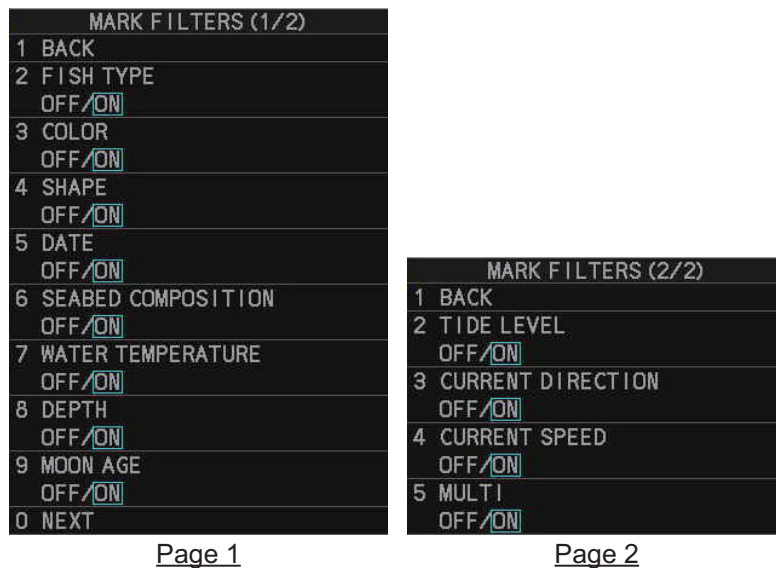 MARK FILTERS (1/2)
1 BACK
2 FISH TYPE
OFF/ON
3 COLOR
OFF/ON
4 SHAPE
OFF/ON
5 DATE
OFF/ON
6 SEABED COMPOSITION
OFF/ON
7 WATER TEMPERATURE
OFF/ON
8 DEPTH
OFF/ON
9 MOON AGE
OFF/ON
0 NEXT
Page 1
MARK FILTERS (2/2)
1 BACK
2 TIDE LEVEL
OFF/ON
3 CURRENT DIRECTION
OFF/ON
4 CURRENT SPEED
OFF/ON
5 MULTI
OFF/ON
Page 2